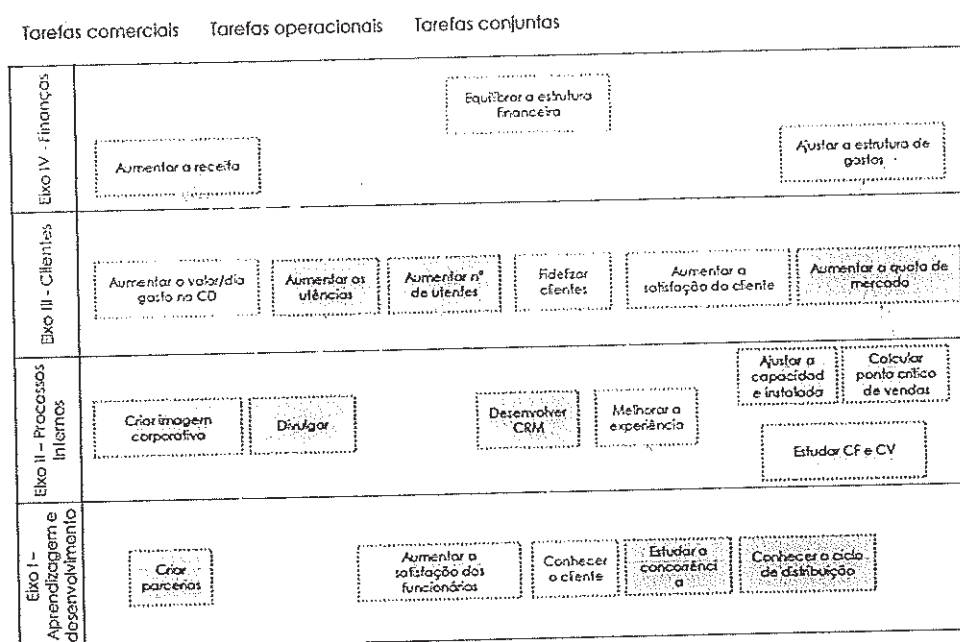 Tarefas comerciais Tarefas operacionais Tarefas conjuntas
Eixo IV - Finanças
Equilibrar a estrutura
financeira
Aumentar a receita
Ajustar a estrutura de
gastos
Eixo III - Clientes
Aumentar o valor/dia
gasto no CD
Aumentar as
utências
Aumentar nº
de utentes
Fidelizar
clientes
Aumentar a
satisfação do cliente
Aumentar a quota de
mercado
Eixo II – Processos
Internos
Criar imagem
corporativa
Divulgar
Desenvolver
CRM
Melhorar a
experiência
Ajustar a
capacidad
e instalada
Calcular
ponto crítico
de vendas
Estudar CF e CV
Eixo I –
Aprendizagem e
desenvolvimento
Criar
parcerias
Aumentar a
satisfação dos
funcionários
Conhecer
o cliente
Estudar a
concorrênci
a
Conhecer o ciclo
de distribuição